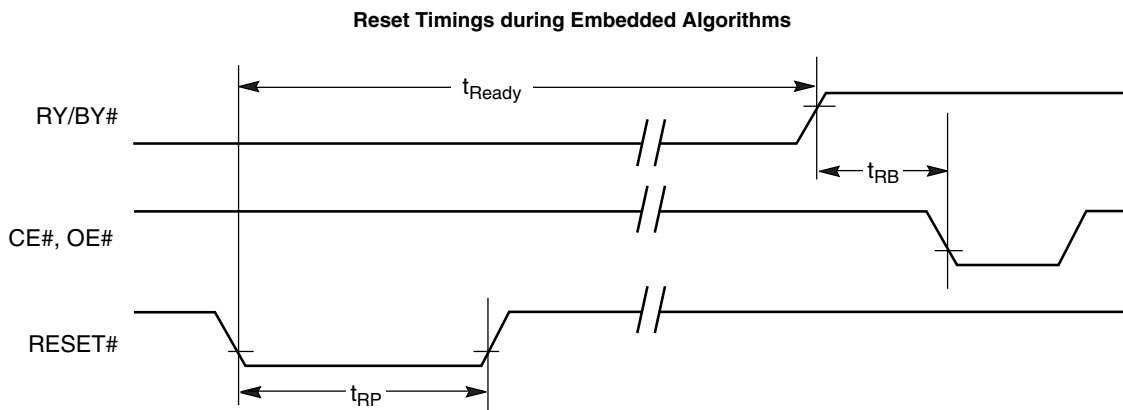 Reset Timings during Embedded Algorithms
tReady
RY/BY#
tRB
CE#, OE#
RESET#
tRP